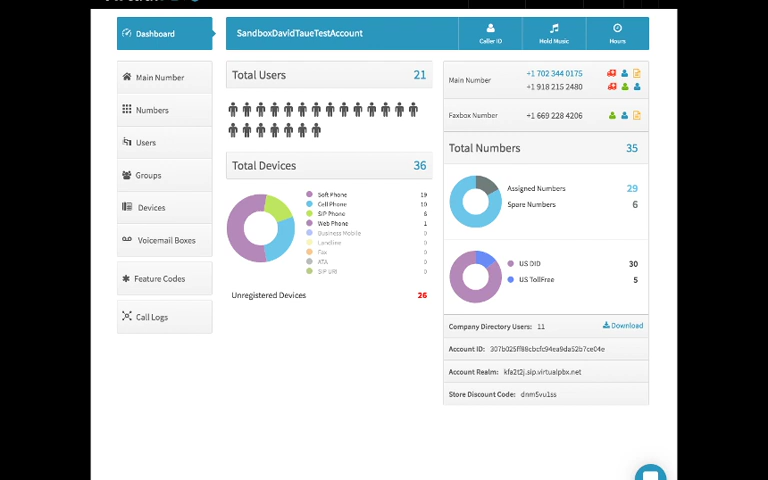 Dashboard
SandboxDavidTaueTestAccount
Caller ID
Hold Music
Hours
Main Number
Numbers
Users
Groups
Devices
Voicemail Boxes
Feature Codes
Call Logs
Total Users 21
Total Devices 36
Soft Phone 19
Cell Phone 10
SIP Phone 6
Web Phone 1
Business Mobile 0
Landline 0
Fax 0
ATA 0
SIP URI 0
Unregistered Devices 26
Main Number +1 702 344 0175
+1 918 215 2480
Faxbox Number +1 669 228 4206
Total Numbers 35
Assigned Numbers 29
Spare Numbers 6
US DID 30
US TollFree 5
Company Directory Users: 11 Download
Account ID:
Account Realm: kfa2t2j.sip.virtualpbx.net
Store Discount Code: dnm5vu1ss